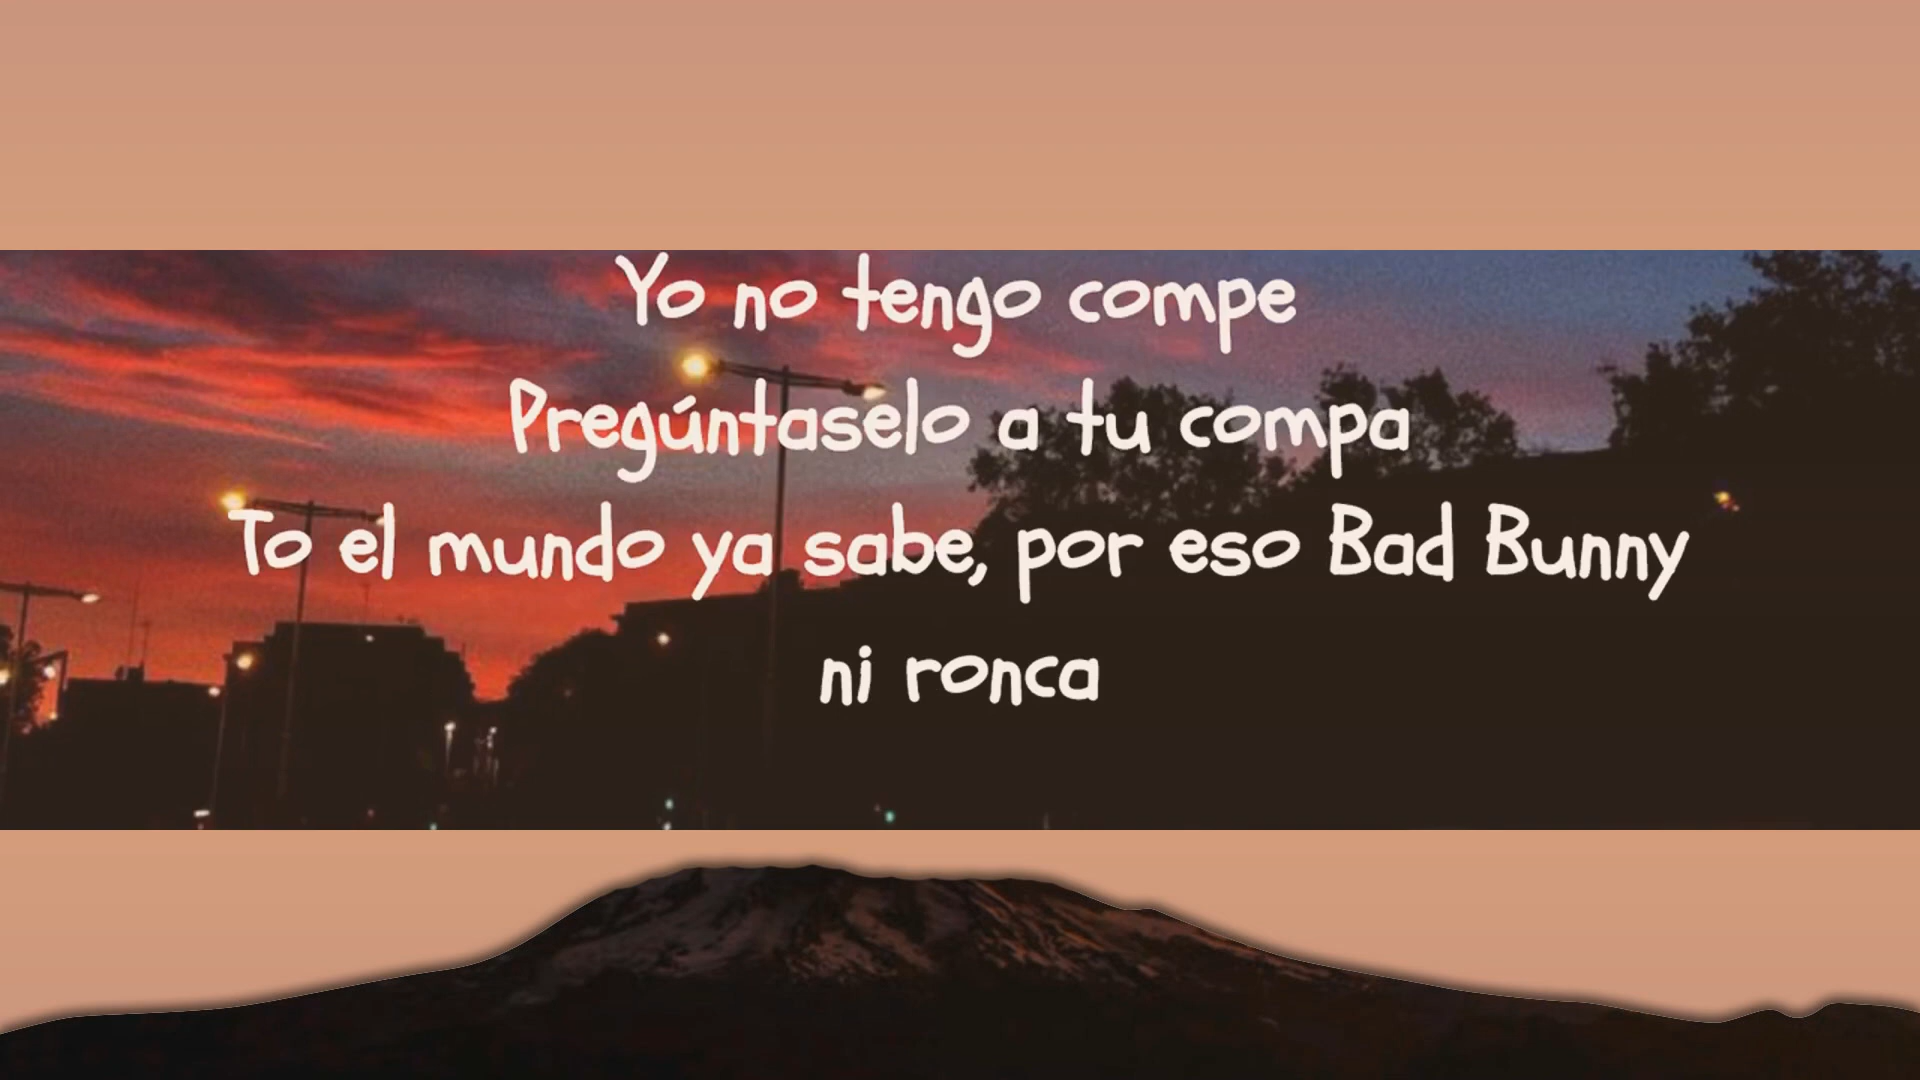 Yo no tengo compe
Pregúntaselo a tu compa
To el mundo ya sabe, por eso Bad Bunny
ni ronca